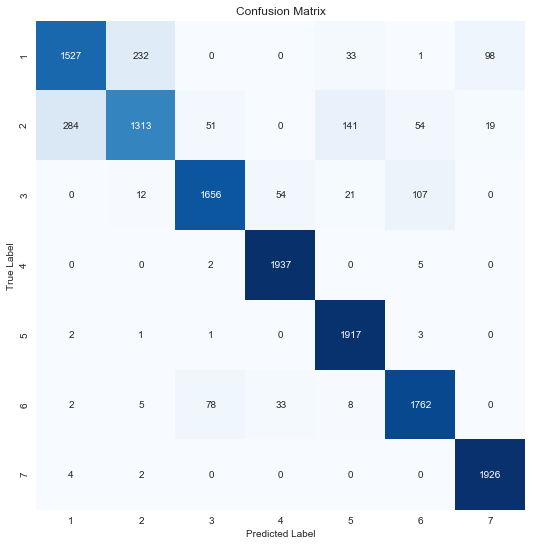 Confusion Matrix
True Label
1 1527 232 0 0 33 1 98
2 284 1313 51 0 141 54 19
3 0 12 1656 54 21 107 0
4 0 0 2 1937 0 5 0
5 2 1 1 0 1917 3 0
6 2 5 78 33 8 1762 0
7 4 2 0 0 0 0 1926
1 2 3 4 5 6 7
Predicted Label